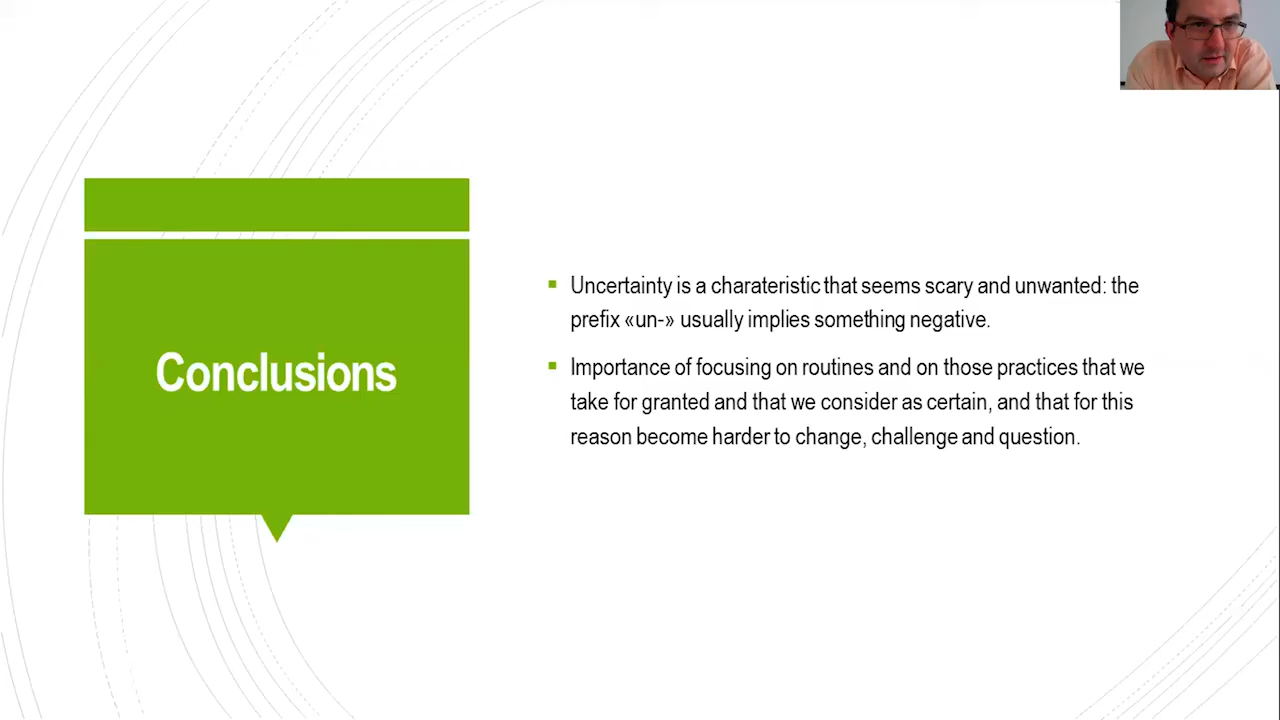 Conclusions
Uncertainty is a charateristic that seems scary and unwanted: the
prefix «un-» usually implies something negative.
Importance of focusing on routines and on those practices that we
take for granted and that we consider as certain, and that for this
reason become harder to change, challenge and question.